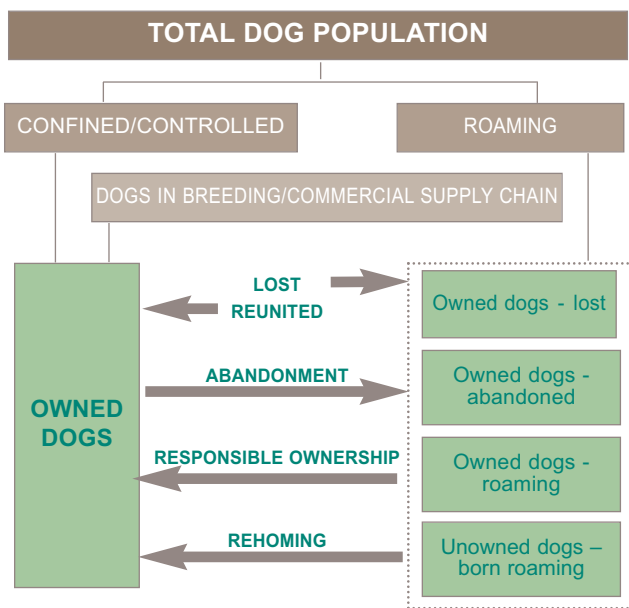 TOTAL DOG POPULATION
CONFINED/CONTROLLED
ROAMING
DOGS IN BREEDING/COMMERCIAL SUPPLY CHAIN
OWNED
DOGS
LOST
REUNITED
ABANDONMENT
RESPONSIBLE OWNERSHIP
REHOMING
Owned dogs - lost
Owned dogs -
abandoned
Owned dogs -
roaming
Unowned dogs –
born roaming